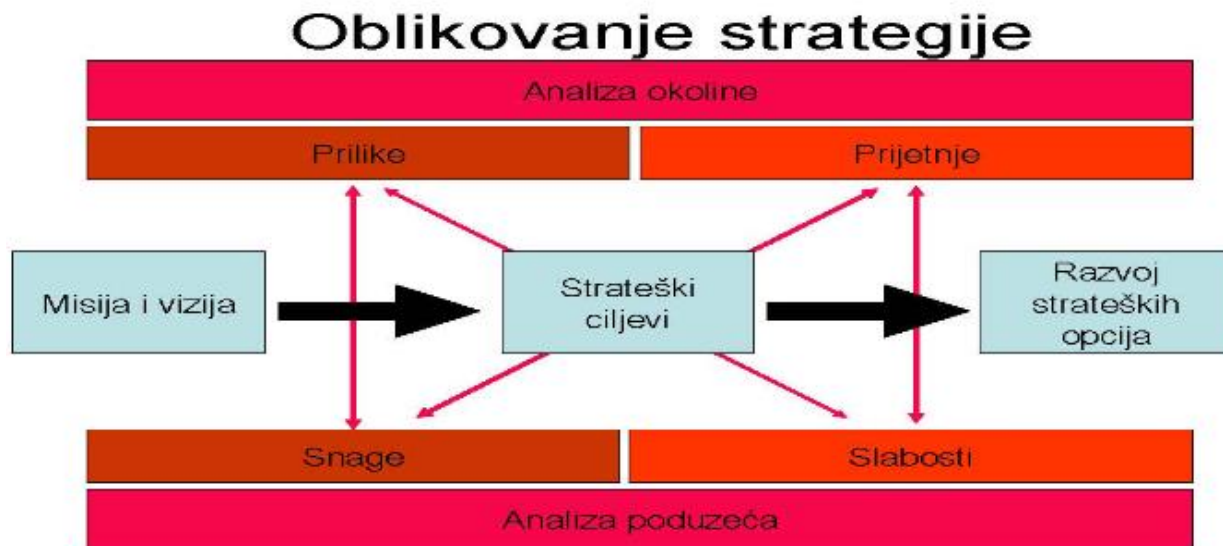 Oblikovanje strategije
Analiza okoline
Prilike
Prijetnje
Misija i vizija
Strateški
ciljevi
Razvoj
strateških
opcija
Snage
Slabosti
Analiza poduzeća